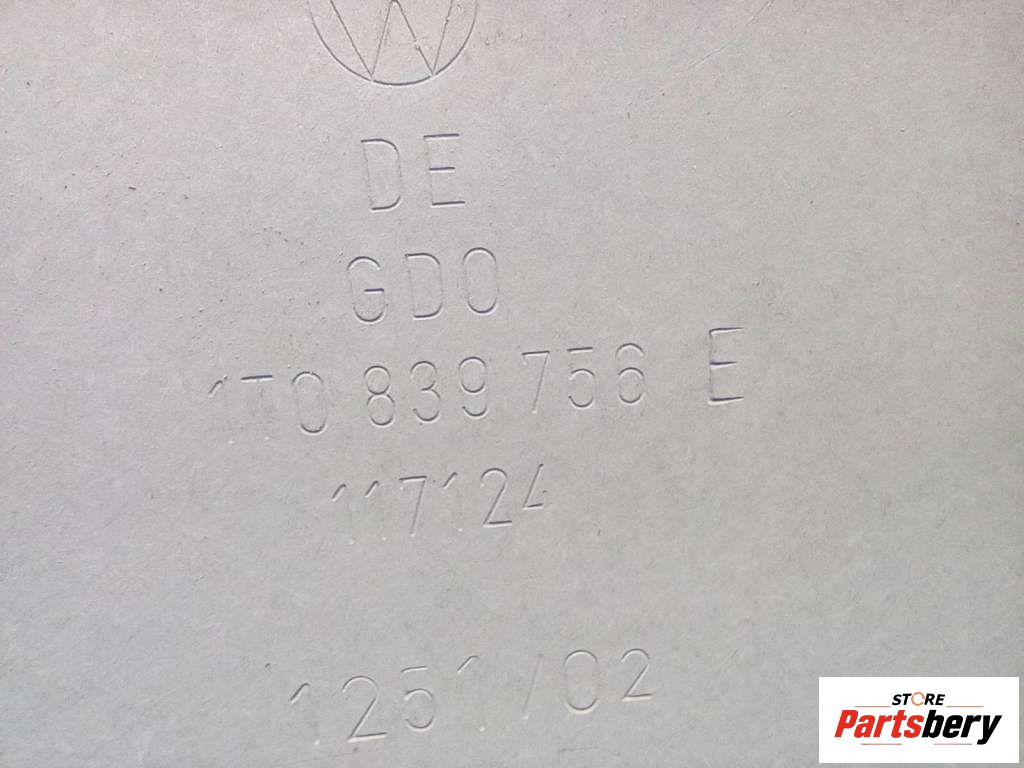 DE
GDO
1T0 839 756 E
117124
1251/02
STORE
Partsbery